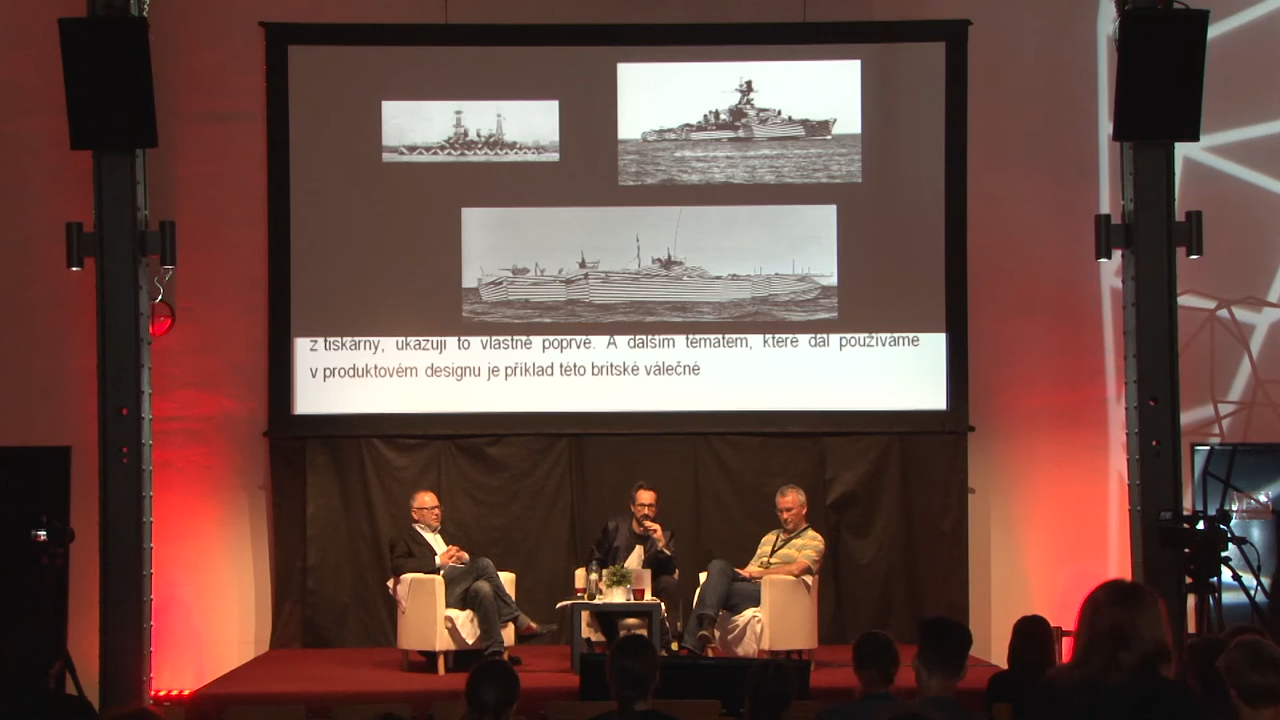 z tiskárny, ukazuji to vlastně poprvé. A dalším tématem, které dál používáme
v produktovém designu je příklad této britské válečné